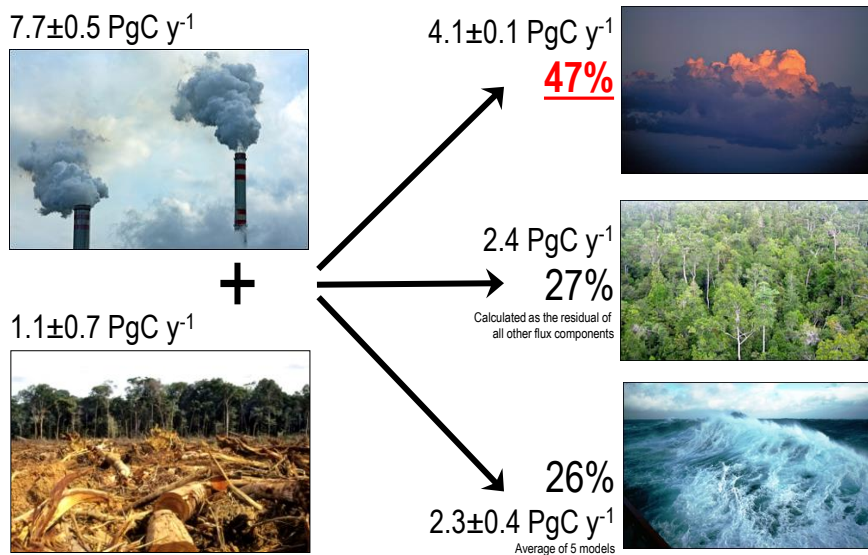 7.7±0.5 PgC y-1
+
1.1±0.7 PgC y-1
4.1±0.1 PgC y-1
47%
2.4 PgC y-1
27%
Calculated as the residual of
all other flux components
26%
2.3±0.4 PgC y-1
Average of 5 models